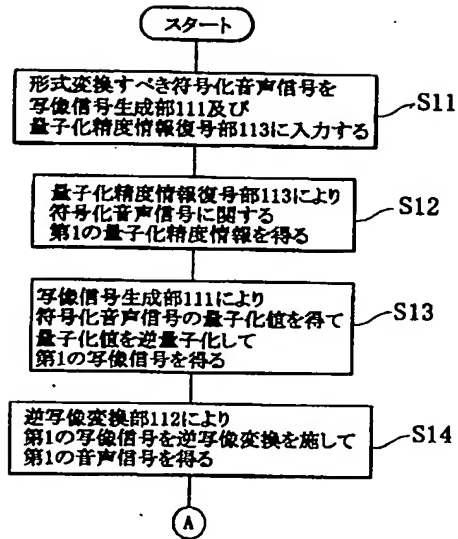 スタート
形式変換すべき符号化音声信号を
写像信号生成部111及び
量子化精度情報復号部113に入力する
S11
量子化精度情報復号部113により
符号化音声信号に関する
第1の量子化精度情報を得る
S12
写像信号生成部111により
符号化音声信号の量子化値を得て
量子化値を逆量子化して
第1の写像信号を得る
S13
逆写像変換部112により
第1の写像信号を逆写像変換を施して
第1の音声信号を得る
S14
A